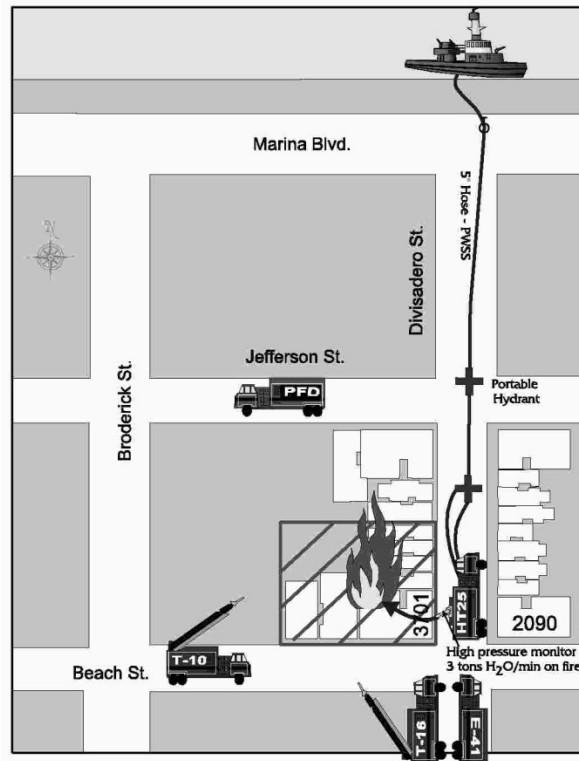 Marina Blvd.
5" Hose - PWSS
Divisadero St.
Jefferson St.
PFD
Portable
Hydrant
Broderick St.
3701
HT25
2090
High pressure monitor
3 tons H₂O/min on fire
T-10
Beach St.
T-16
E-41